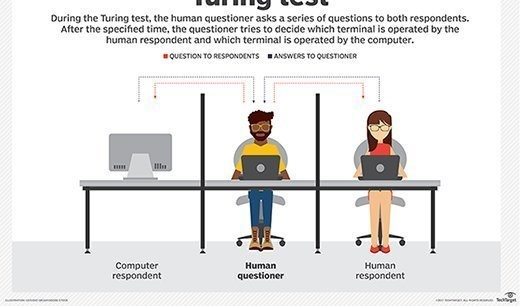 Turing test
During the Turing test, the human questioner asks a series of questions to both respondents.
After the specified time, the questioner tries to decide which terminal is operated by the
human respondent and which terminal is operated by the computer.
QUESTION TO RESPONDENTS ANSWERS TO QUESTIONER
Computer
respondent
Human
questioner
Human
respondent
TechTarget